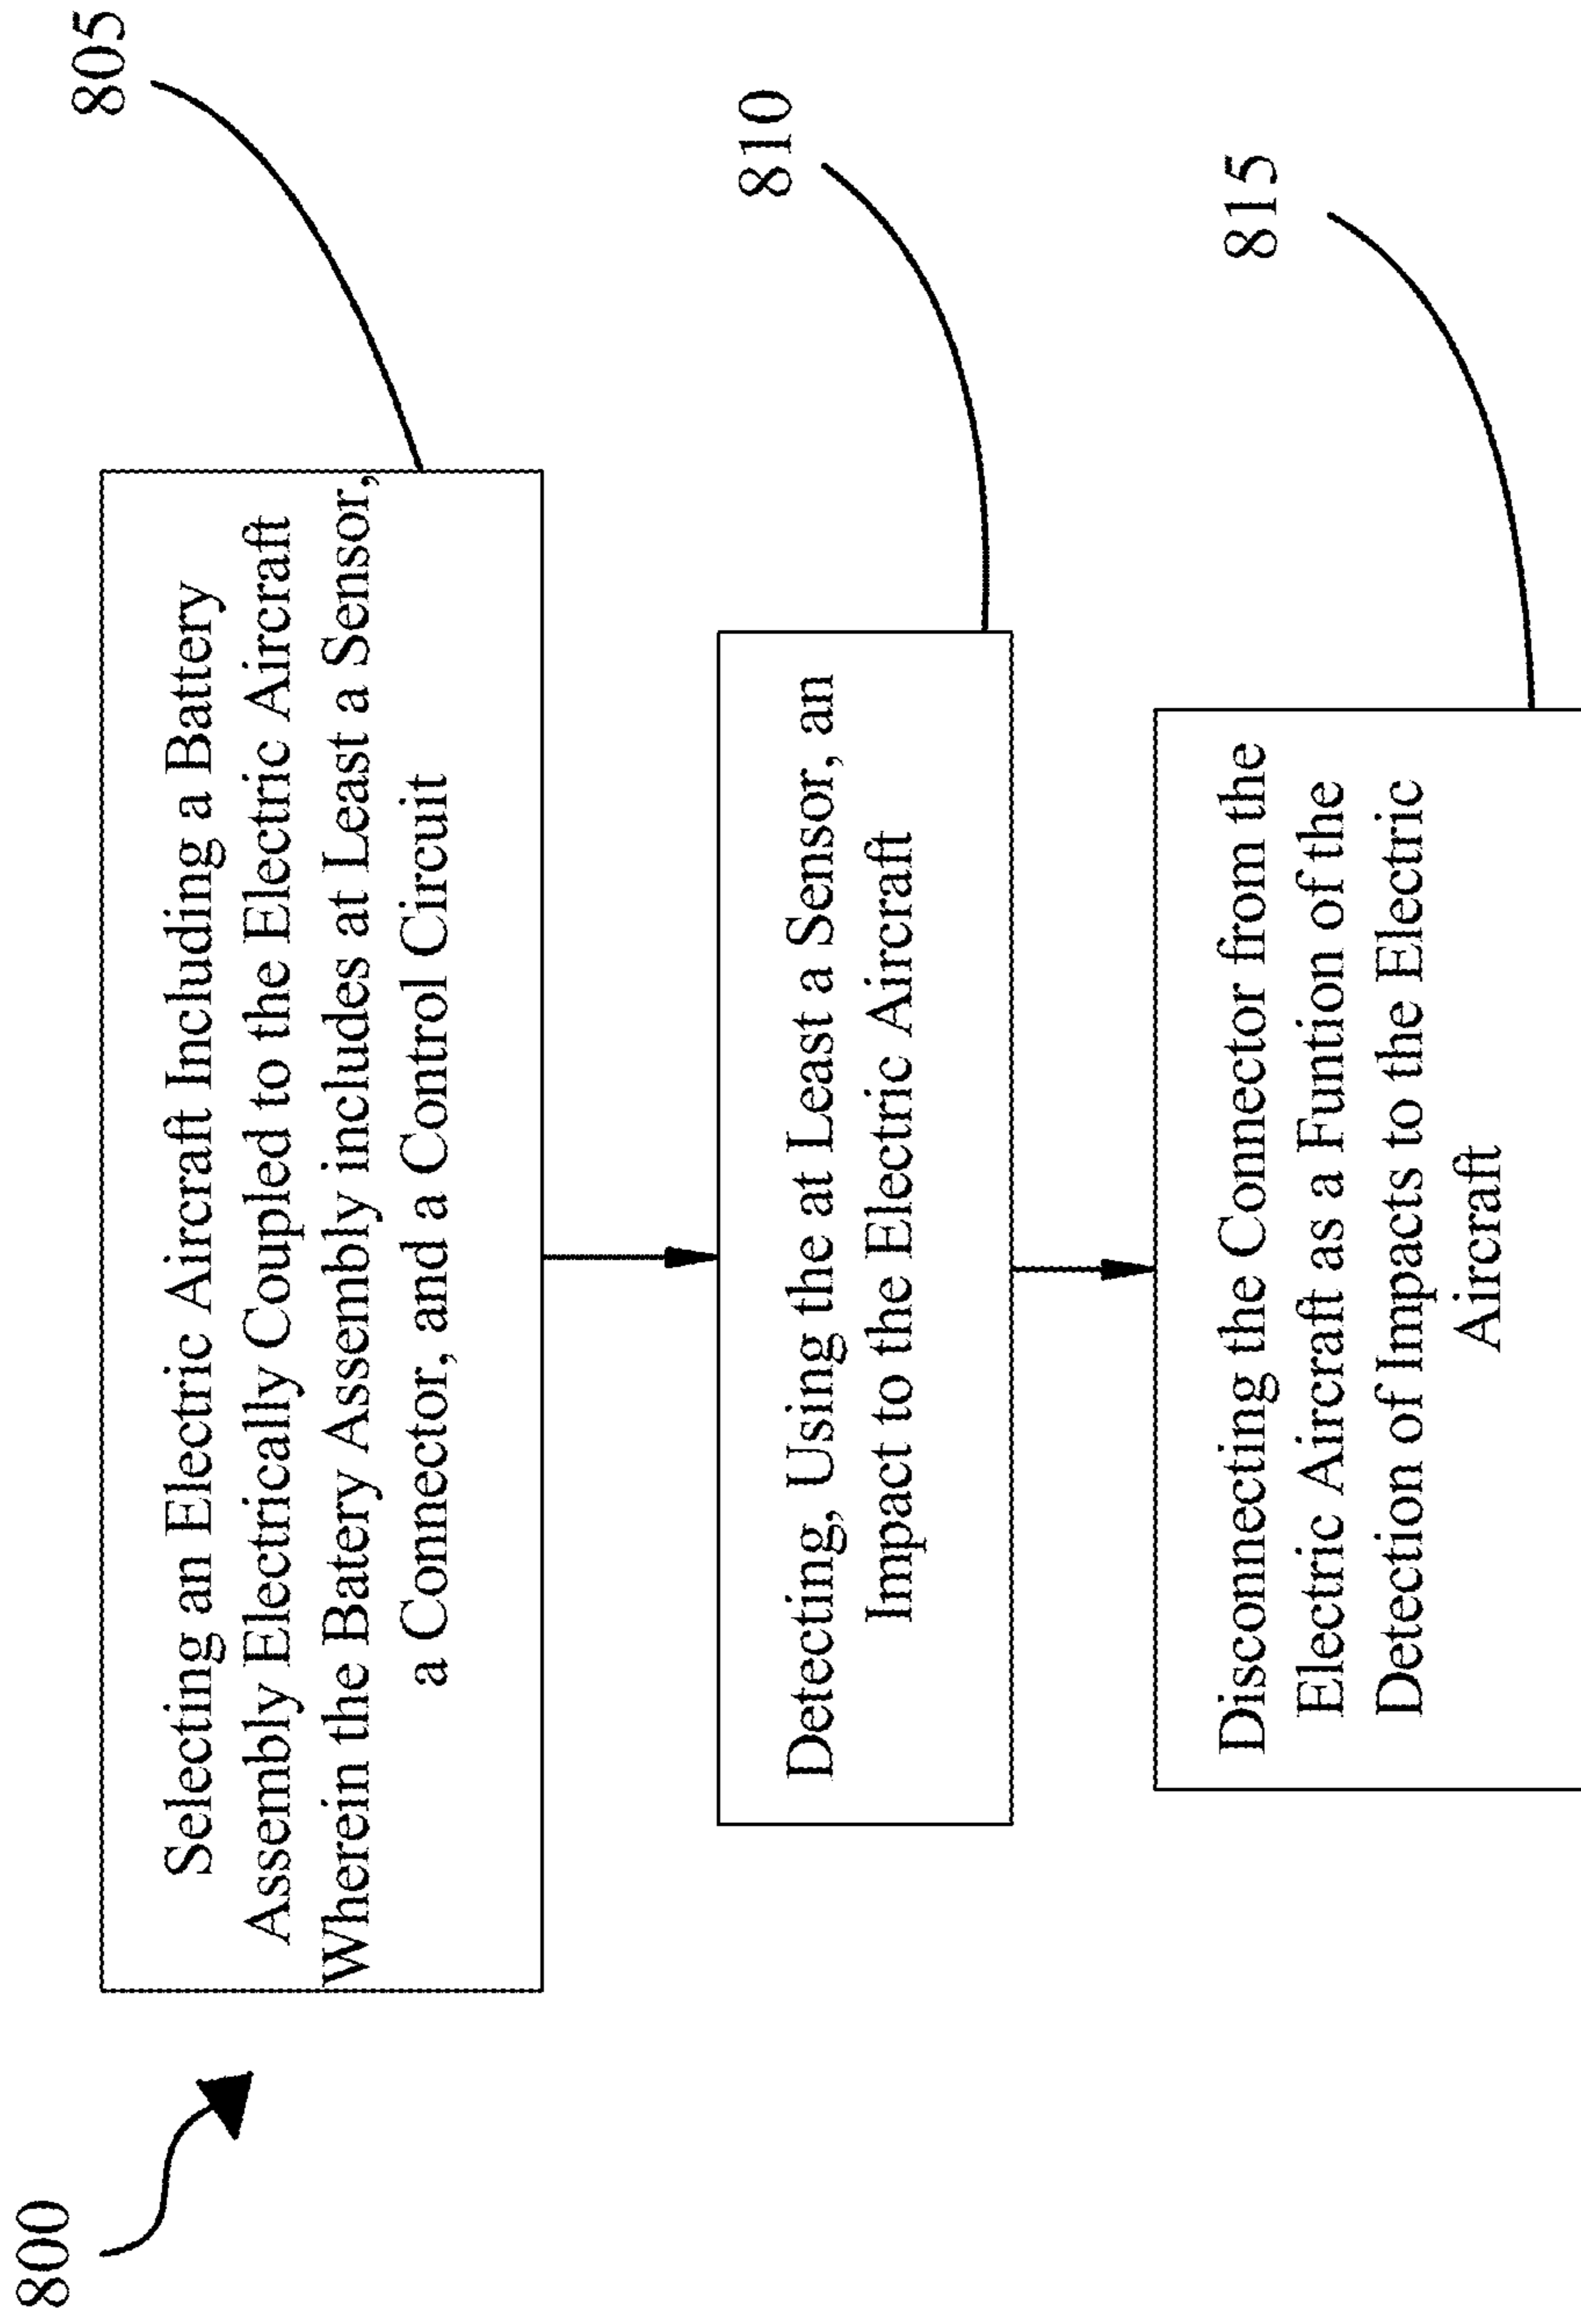 800
805
Selecting an Electric Aircraft Including a Battery
Assembly Electrically Coupled to the Electric Aircraft
Wherein the Batery Assembly includes at Least a Sensor,
a Connector, and a Control Circuit
810
Detecting, Using the at Least a Sensor, an
Impact to the Electric Aircraft
815
Disconnecting the Connector from the
Electric Aircraft as a Funtion of the
Detection of Impacts to the Electric
Aircraft